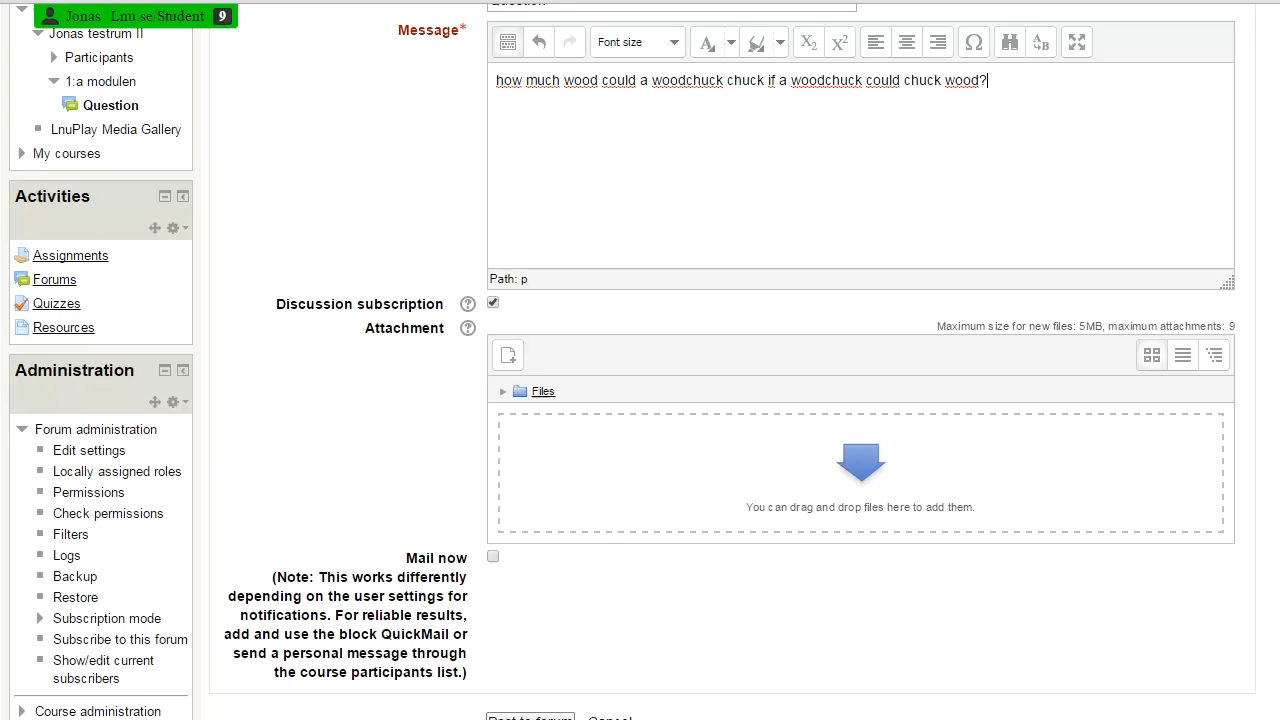 Jonas Lnu.se/Student 9
Jonas testrum II
Participants
1:a modulen
Question
LnuPlay Media Gallery
My courses
Activities
Assignments
Forums
Quizzes
Resources
Administration
Forum administration
Edit settings
Locally assigned roles
Permissions
Check permissions
Filters
Logs
Backup
Restore
Subscription mode
Subscribe to this forum
Show/edit current
subscribers
Course administration
Question
Message*
Font size
how much wood could a woodchuck chuck if a woodchuck could chuck wood?
Path: p
Discussion subscription
Attachment
Maximum size for new files: 5MB, maximum attachments: 9
Files
You can drag and drop files here to add them.
Mail now
(Note: This works differently
depending on the user settings for
notifications. For reliable results,
add and use the block QuickMail or
send a personal message through
the course participants list.)
Post to forum Cancel